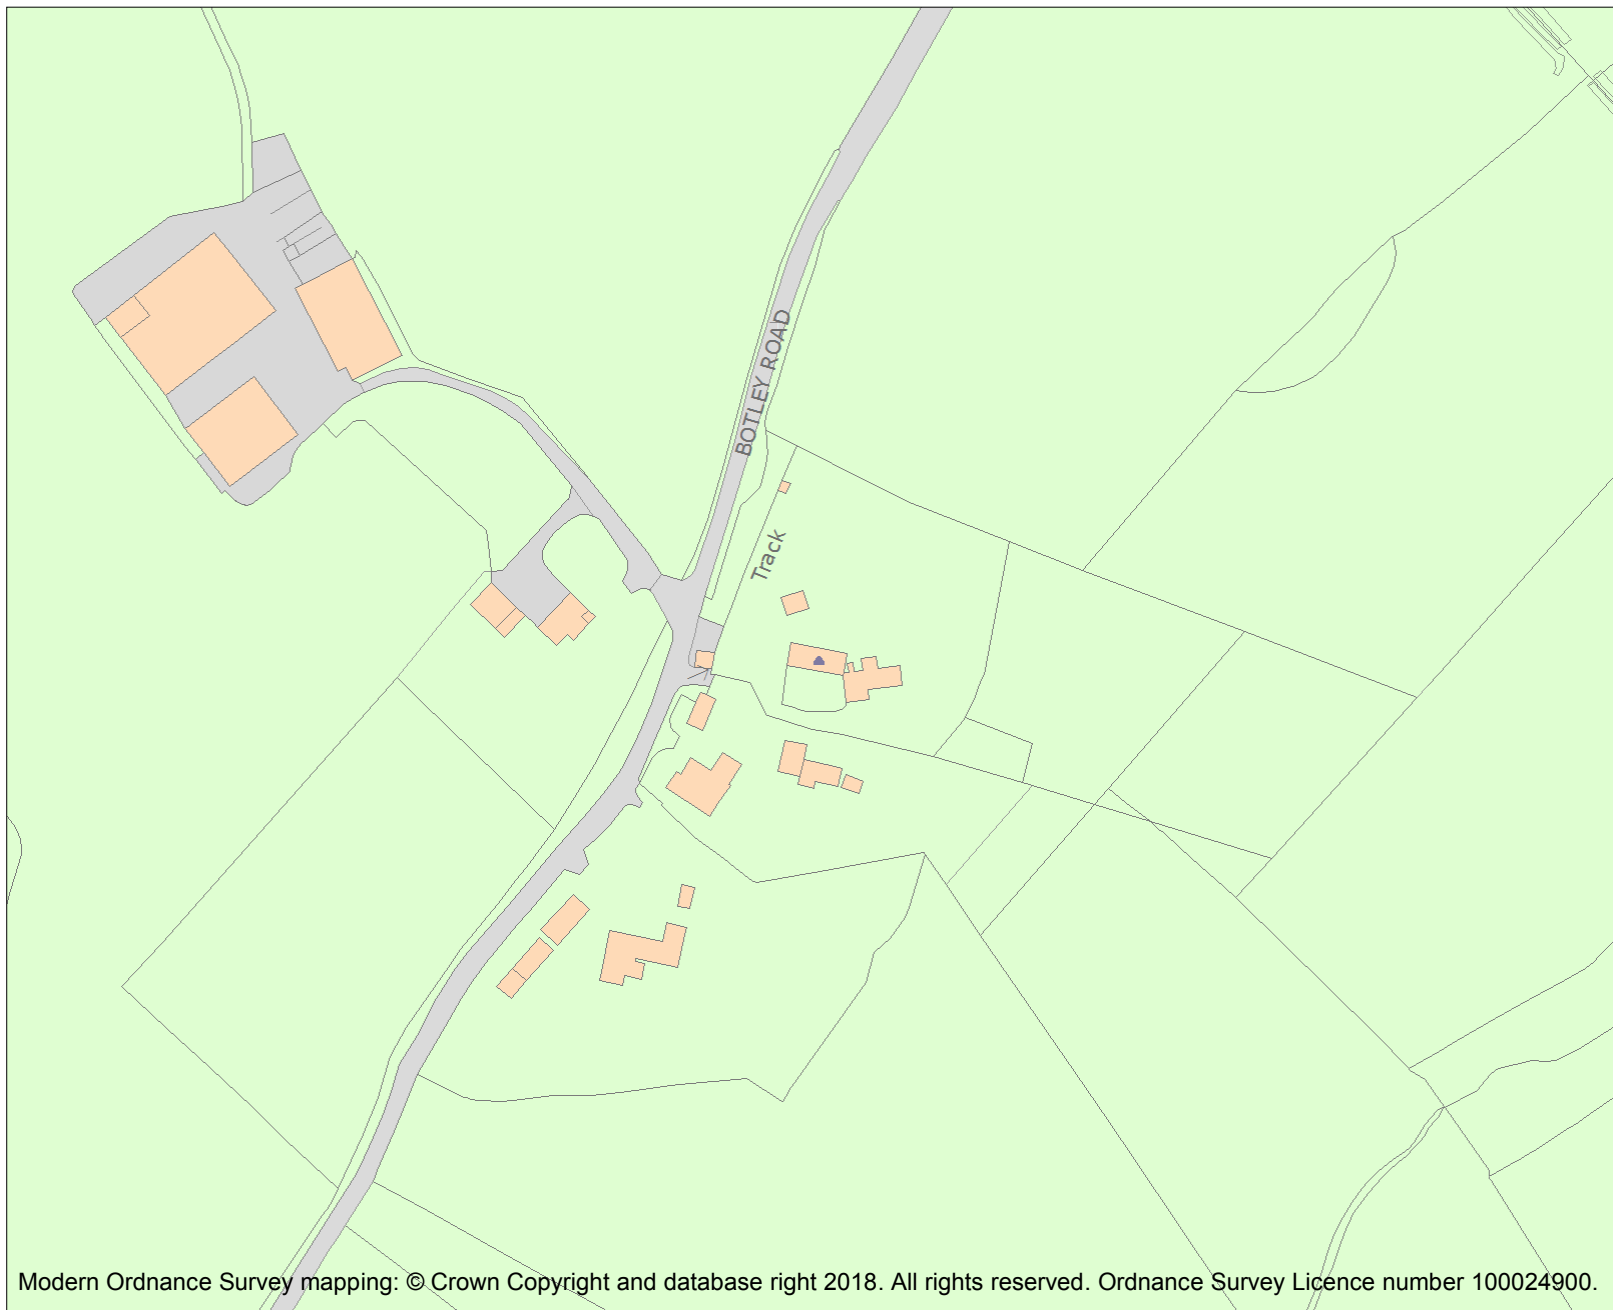 BOTLEY ROAD
Track
Modern Ordnance Survey mapping: © Crown Copyright and database right 2018. All rights reserved. Ordnance Survey Licence number 100024900.